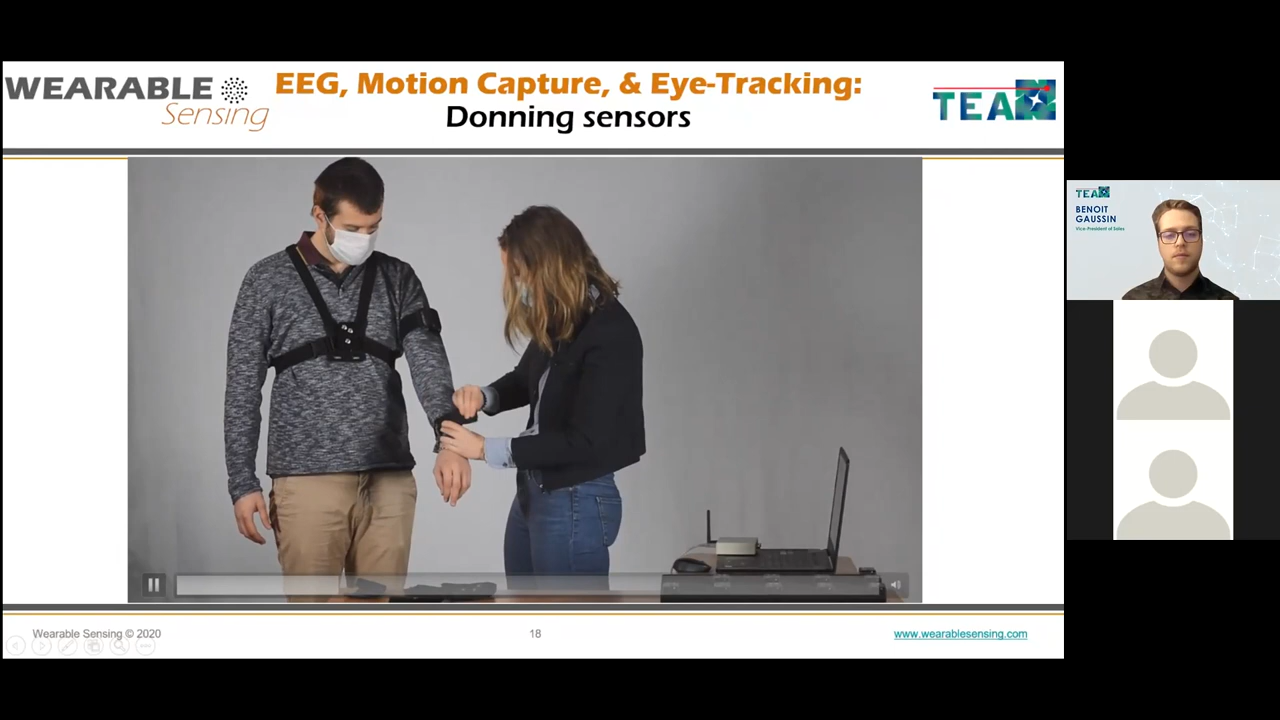 WEARABLE
Sensing
EEG, Motion Capture, & Eye-Tracking:
Donning sensors
TEA
TEA
BENOIT
GAUSSIN
Vice-President of Sales
Wearable Sensing © 2020
18
www.wearablesensing.com